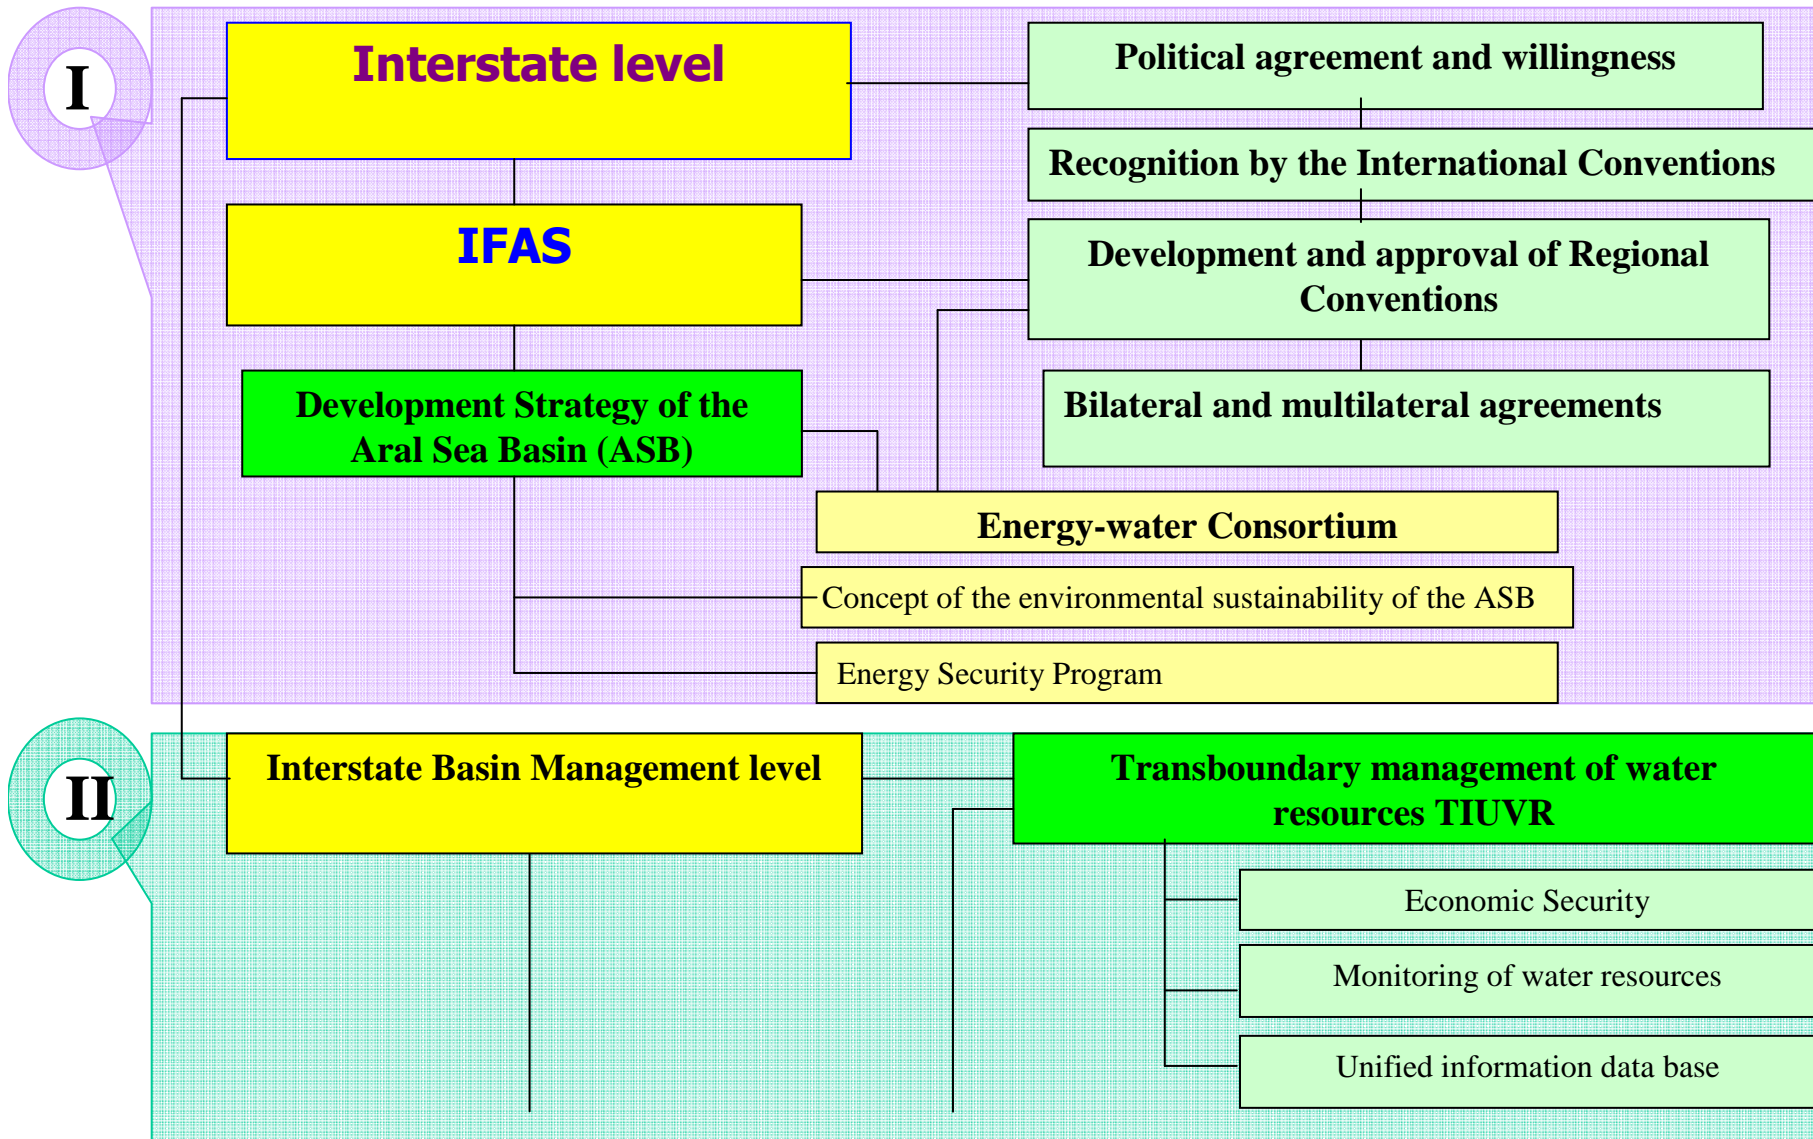 I
Interstate level
Political agreement and willingness
Recognition by the International Conventions
IFAS
Development and approval of Regional
Conventions
Development Strategy of the
Aral Sea Basin (ASB)
Bilateral and multilateral agreements
Energy-water Consortium
Concept of the environmental sustainability of the ASB
Energy Security Program
II
Interstate Basin Management level
Transboundary management of water
resources TIUVR
Economic Security
Monitoring of water resources
Unified information data base